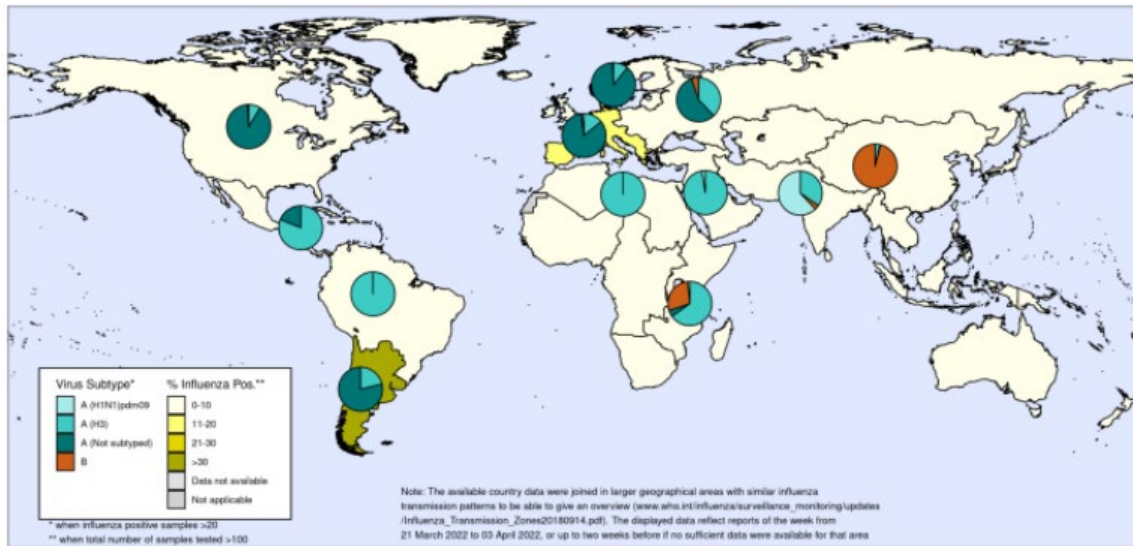 Virus Subtype*
A (H1N1)pdm09
A (H3)
A (Not subtyped)
B
% Influenza Pos.**
0-10
11-20
21-30
>30
Data not available
Not applicable
* when influenza positive samples >20
** when total number of samples tested >100
Note: The available country data were joined in larger geographical areas with similar influenza
transmission patterns to be able to give an overview (www.who.int/influenza/surveillance_monitoring/updates
/Influenza_Transmission_Zones20180914.pdf). The displayed data reflect reports of the week from
21 March 2022 to 03 April 2022, or up to two weeks before if no sufficient data were available for that area